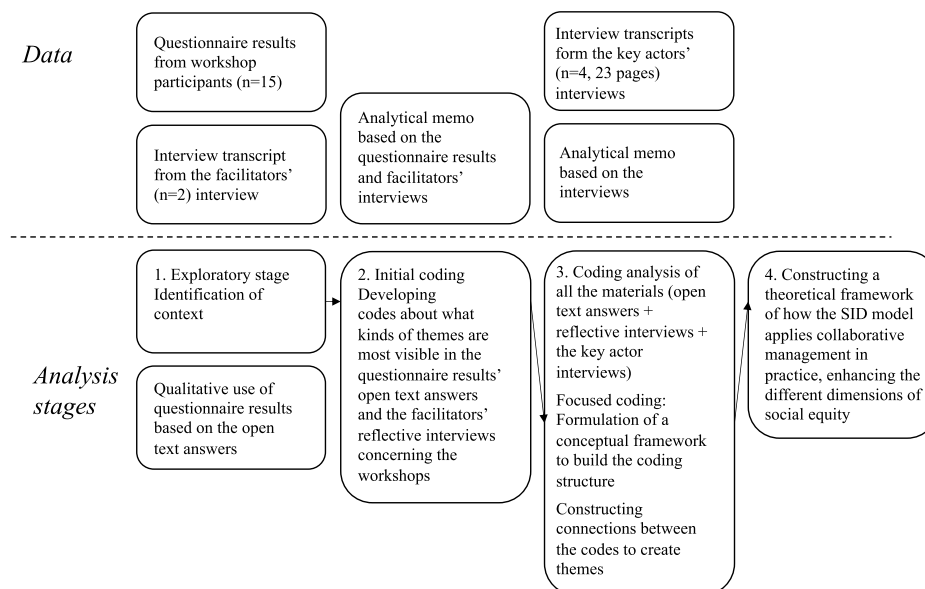 Data
Questionnaire results
from workshop
participants (n=15)
Interview transcript
from the facilitators'
(n=2) interview
Analytical memo
based on the
questionnaire results
and facilitators'
interviews
Interview transcripts
form the key actors'
(n=4, 23 pages)
interviews
Analytical memo
based on the
interviews
Analysis
stages
1. Exploratory stage
Identification of
context
Qualitative use of
questionnaire results
based on the open
text answers
2. Initial coding
Developing
codes about what
kinds of themes are
most visible in the
questionnaire results'
open text answers
and the facilitators'
reflective interviews
concerning the
workshops
3. Coding analysis of
all the materials (open
text answers +
reflective interviews +
the key actor
interviews)
Focused coding:
Formulation of a
conceptual framework
to build the coding
structure
Constructing
connections between
the codes to create
themes
4. Constructing a
theoretical framework
of how the SID model
applies collaborative
management in
practice, enhancing the
different dimensions of
social equity